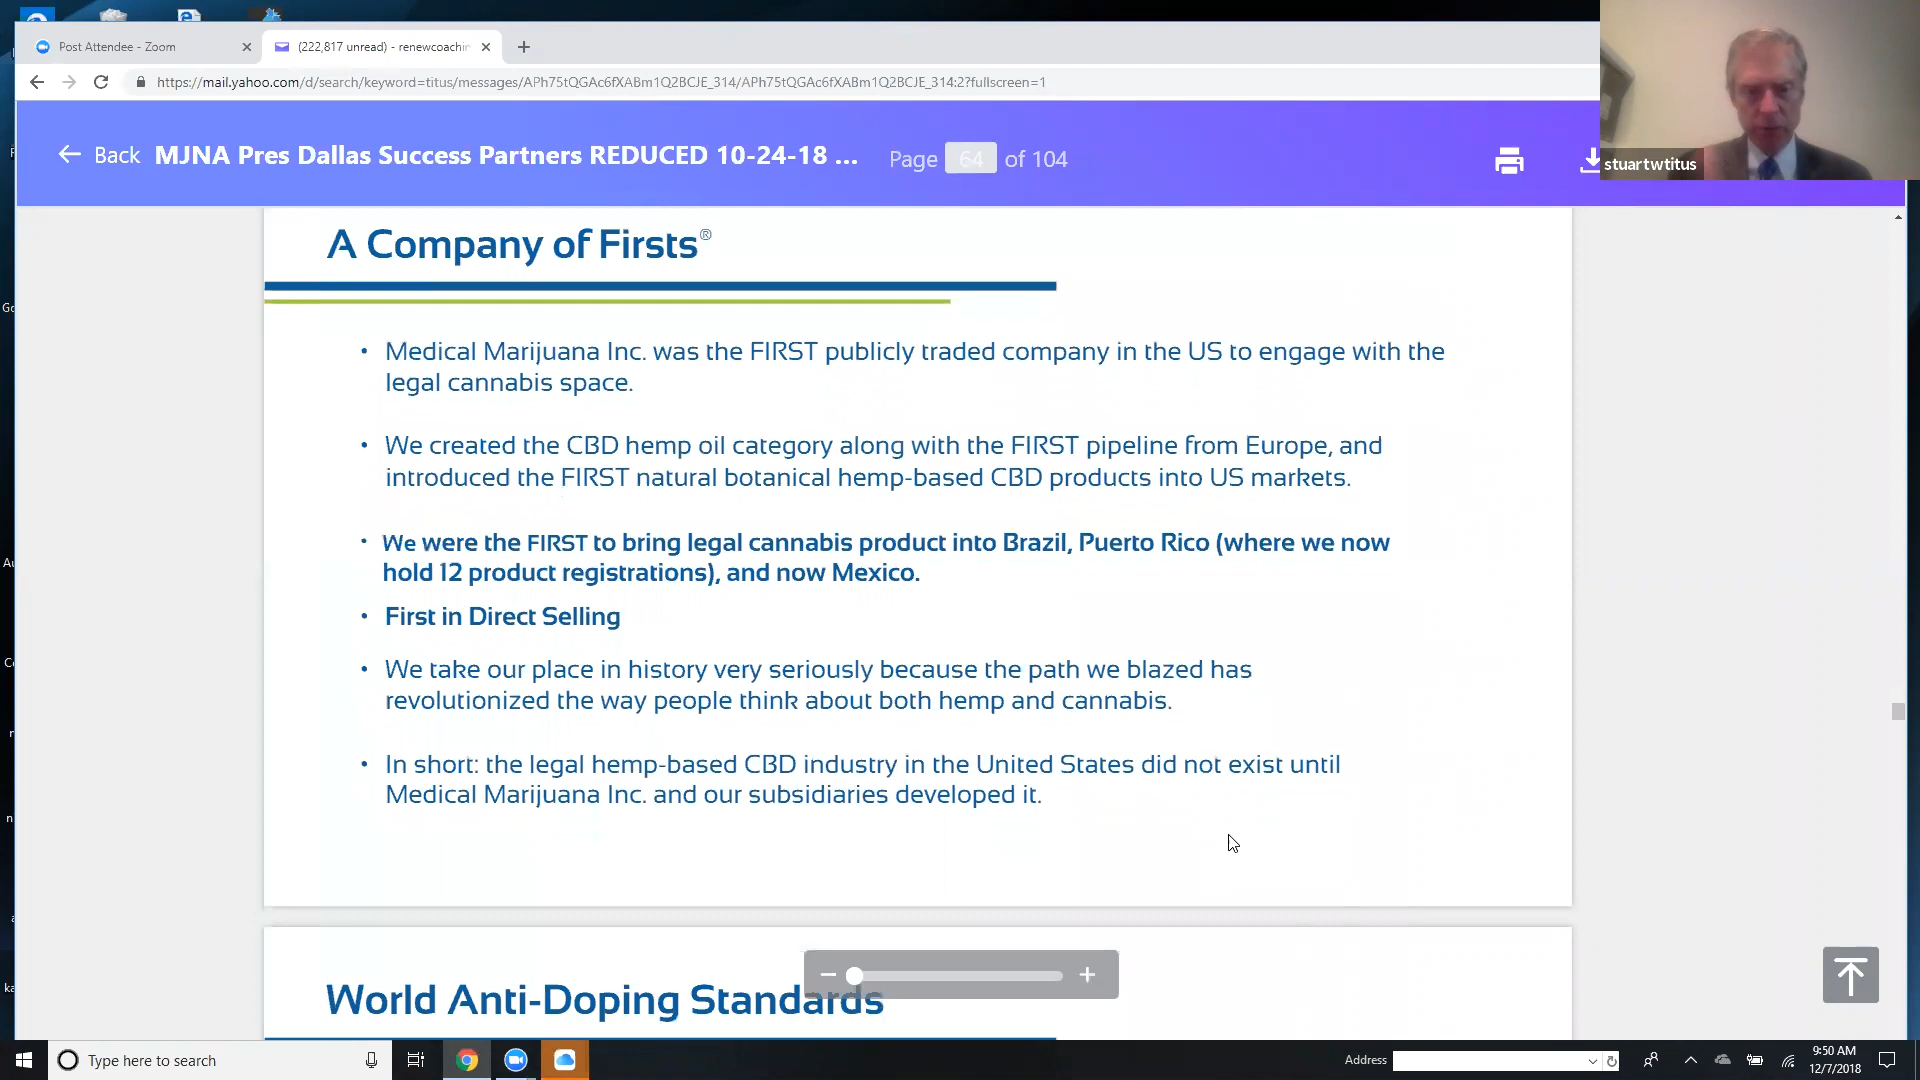 Post Attendee - Zoom
(222,817 unread) - renewcoachin
https://mail.yahoo.com/d/search/keyword=titus/messages/APh75tQGAc6fXABm1Q2BCJE_314/APh75tQGAc6fXABm1Q2BCJE_314:2?fullscreen=1
Back MJNA Pres Dallas Success Partners REDUCED 10-24-18 ... Page 64 of 104
stuartwtitus
A Company of Firsts®
• Medical Marijuana Inc. was the FIRST publicly traded company in the US to engage with the
legal cannabis space.
• We created the CBD hemp oil category along with the FIRST pipeline from Europe, and
introduced the FIRST natural botanical hemp-based CBD products into US markets.
• We were the FIRST to bring legal cannabis product into Brazil, Puerto Rico (where we now
hold 12 product registrations), and now Mexico.
• First in Direct Selling
• We take our place in history very seriously because the path we blazed has
revolutionized the way people think about both hemp and cannabis.
• In short: the legal hemp-based CBD industry in the United States did not exist until
Medical Marijuana Inc. and our subsidiaries developed it.
World Anti-Doping Standards
Type here to search
Address
9:50 AM
12/7/2018